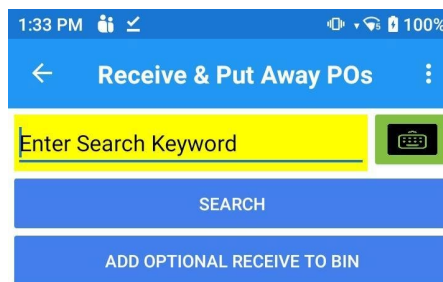 1:33 PM 100%
Receive & Put Away POs
Enter Search Keyword
SEARCH
ADD OPTIONAL RECEIVE TO BIN